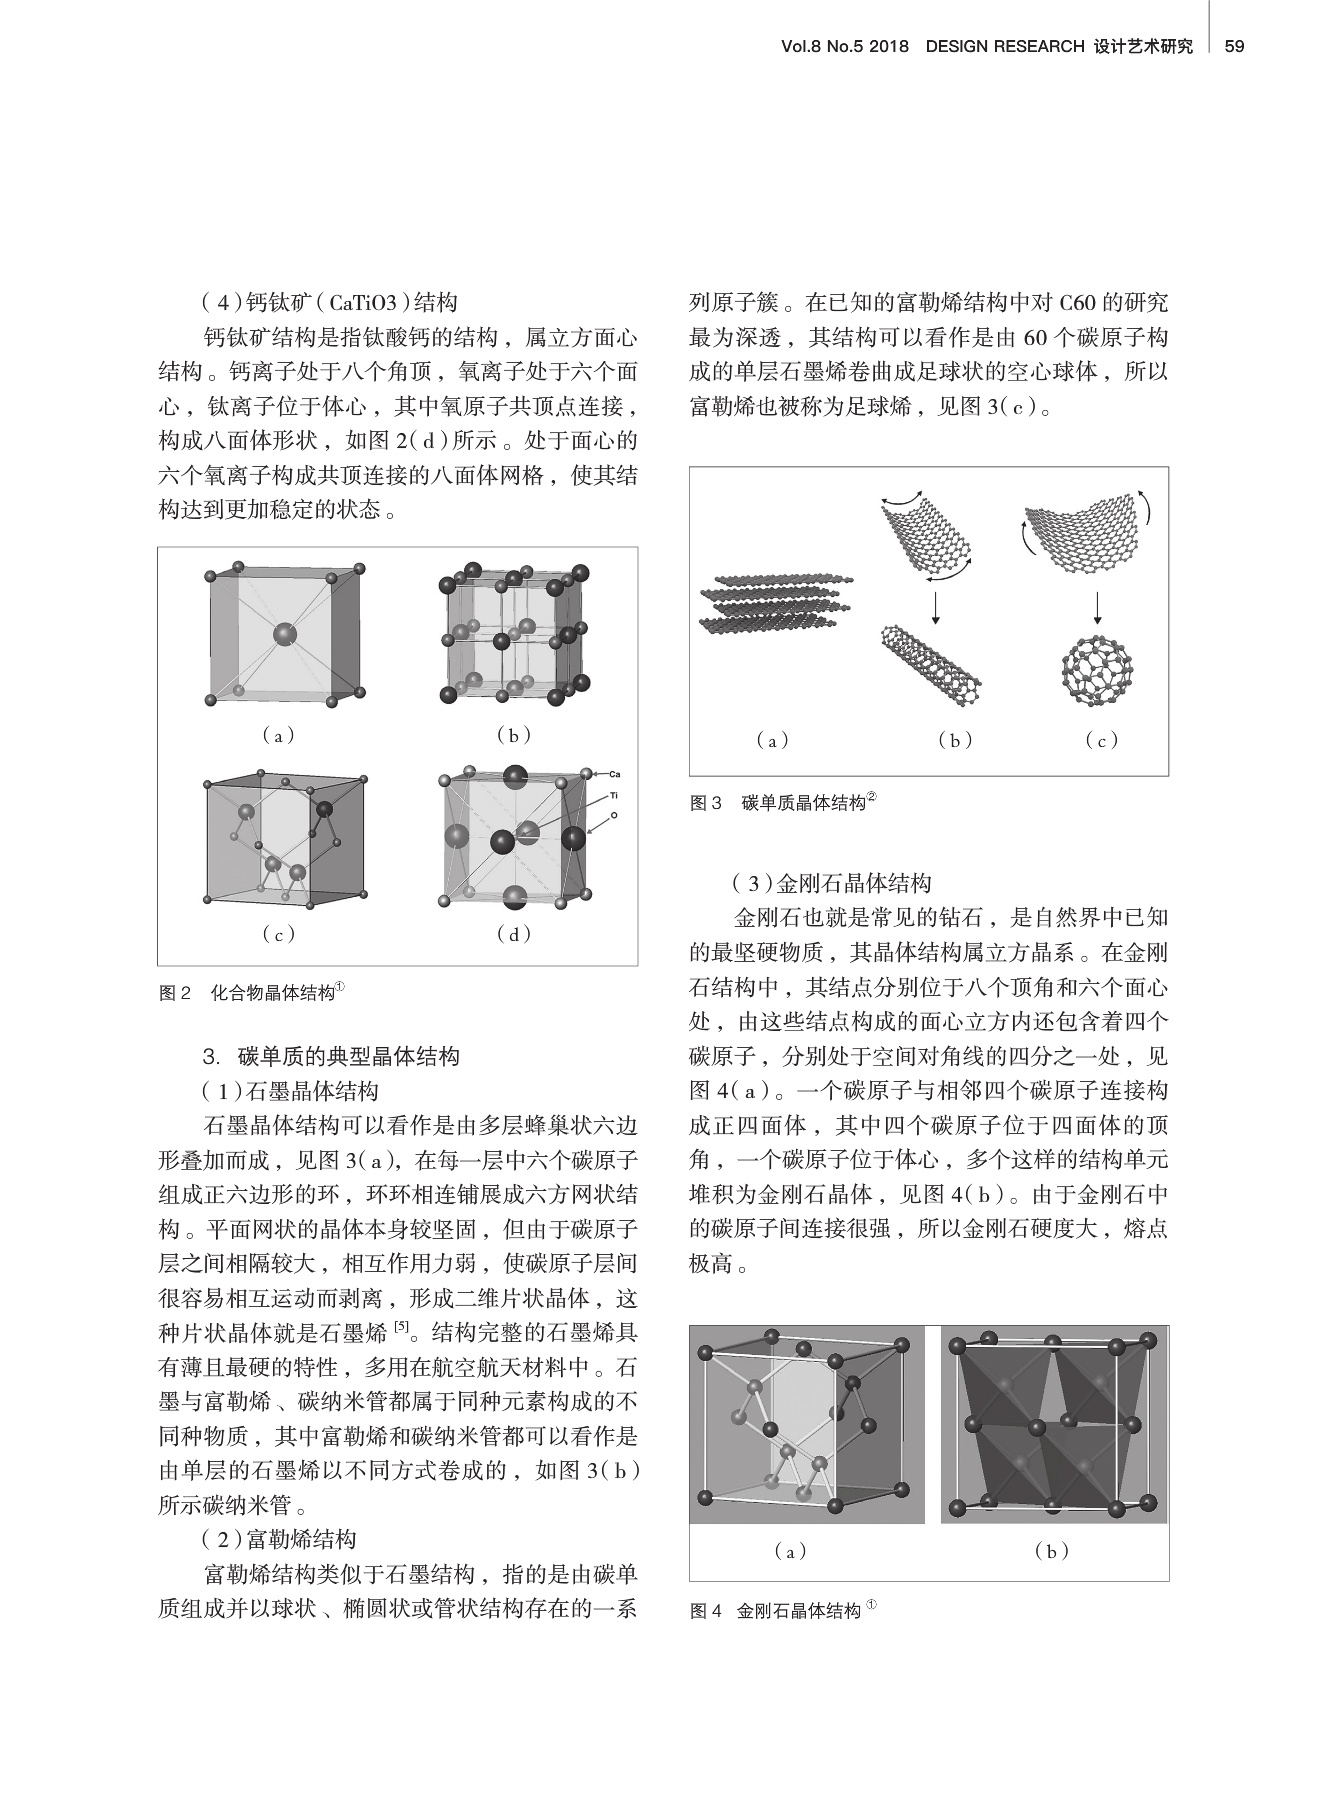 Vol.8 No.5 2018 DESIGN RESEARCH 设计艺术研究 59
（4）钙钛矿（CaTiO3）结构
钙钛矿结构是指钛酸钙的结构，属立方面心
结构。钙离子处于八个角顶，氧离子处于六个面
心，钛离子位于体心，其中氧原子共顶点连接，
构成八面体形状，如图 2（d）所示。处于面心的
六个氧离子构成共顶连接的八面体网格，使其结
构达到更加稳定的状态。
（a）
（b）
Ca
Ti
O
（c）
（d）
图 2 化合物晶体结构①
3. 碳单质的典型晶体结构
（1）石墨晶体结构
石墨晶体结构可以看作是由多层蜂巢状六边
形叠加而成，见图 3（a），在每一层中六个碳原子
组成正六边形的环，环环相连铺展成六方网状结
构。平面网状的晶体本身较坚固，但由于碳原子
层之间相隔较大，相互作用力弱，使碳原子层间
很容易相互运动而剥离，形成二维片状晶体，这
种片状晶体就是石墨烯[5]。结构完整的石墨烯具
有薄且最硬的特性，多用在航空航天材料中。石
墨与富勒烯、碳纳米管都属于同种元素构成的不
同种物质，其中富勒烯和碳纳米管都可以看作是
由单层的石墨烯以不同方式卷成的，如图 3（b）
所示碳纳米管。
（2）富勒烯结构
富勒烯结构类似于石墨结构，指的是由碳单
质组成并以球状、椭圆状或管状结构存在的一系
列原子簇。在已知的富勒烯结构中对 C60 的研究
最为深透，其结构可以看作是由 60 个碳原子构
成的单层石墨烯卷曲成足球状的空心球体，所以
富勒烯也被称为足球烯，见图 3（c）。
（a）
（b）
（c）
图 3 碳单质晶体结构②
（3）金刚石晶体结构
金刚石也就是常见的钻石，是自然界中已知
的最坚硬物质，其晶体结构属立方晶系。在金刚
石结构中，其结点分别位于八个顶角和六个面心
处，由这些结点构成的面心立方内还包含着四个
碳原子，分别处于空间对角线的四分之一处，见
图 4（a）。一个碳原子与相邻四个碳原子连接构
成正四面体，其中四个碳原子位于四面体的顶
角，一个碳原子位于体心，多个这样的结构单元
堆积为金刚石晶体，见图 4（b）。由于金刚石中
的碳原子间连接很强，所以金刚石硬度大，熔点
极高。
（a）
（b）
图 4 金刚石晶体结构①